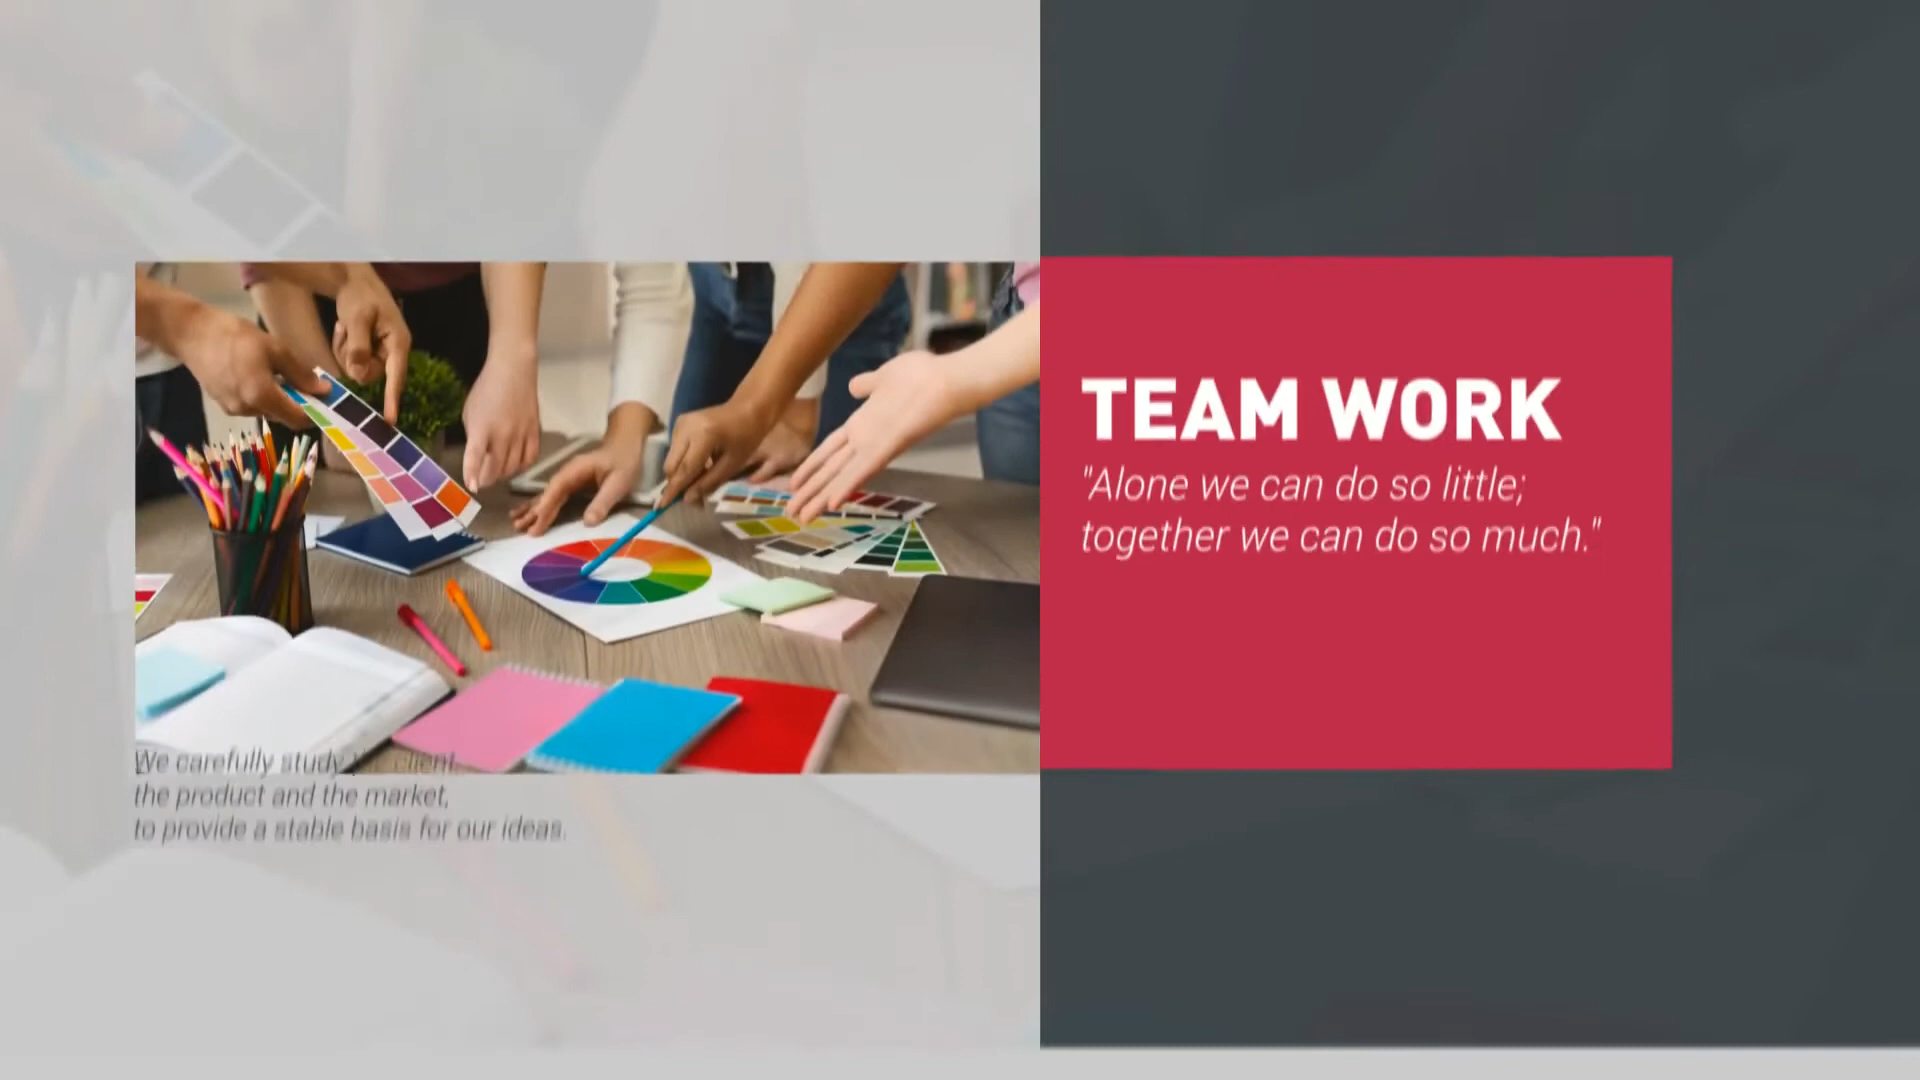 TEAM WORK
"Alone we can do so little;
together we can do so much."
We carefully study client,
the product and the market,
to provide a stable basis for our ideas.